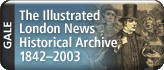 GALE
The Illustrated
London News
Historical Archive,
1842–2003